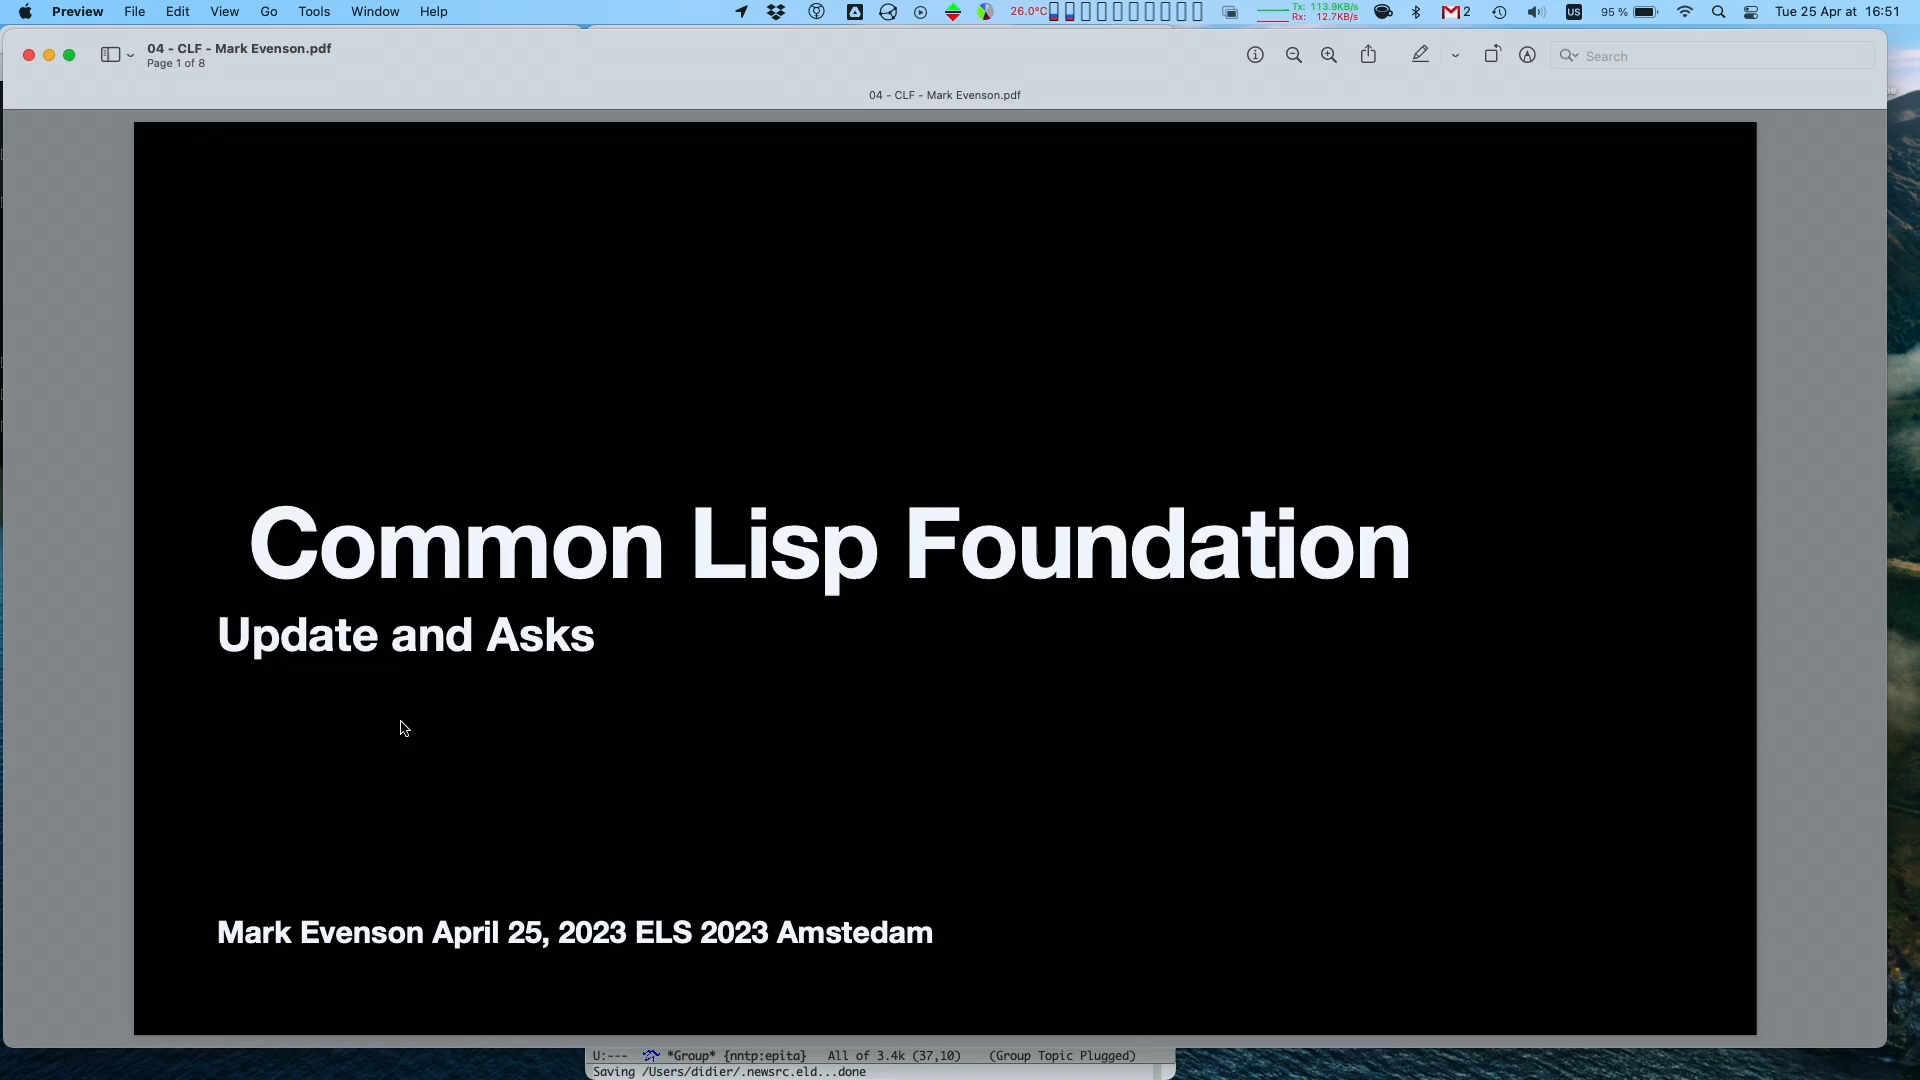 Preview File Edit View Go Tools Window Help
26.0°C
Tx: 113.9KB/s
Rx: 12.7KB/s
2
US
95 %
Tue 25 Apr at 16:51
04 - CLF - Mark Evenson.pdf
Page 1 of 8
Search
04 - CLF - Mark Evenson.pdf
Common Lisp Foundation
Update and Asks
Mark Evenson April 25, 2023 ELS 2023 Amstedam
U:--- *Group* {nntp:epita} All of 3.4k (37,10) (Group Topic Plugged)
Saving /Users/didier/.newsrc.eld...done